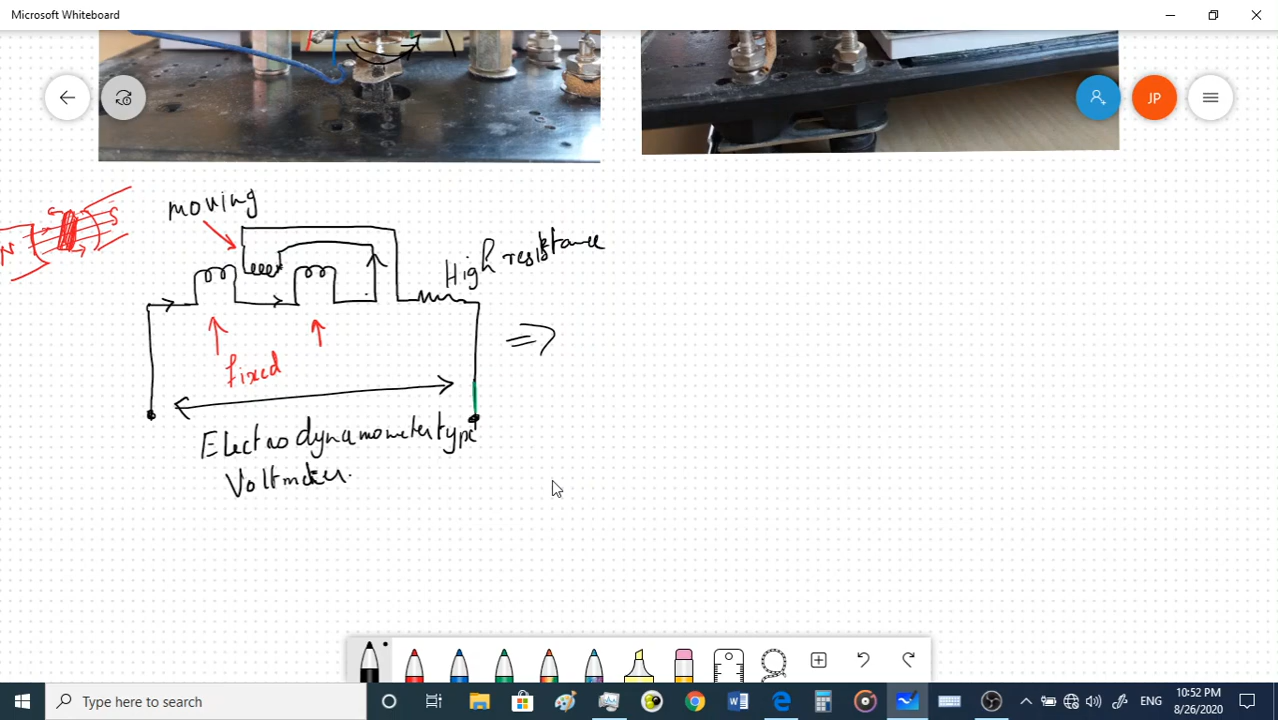 Microsoft Whiteboard
JP
moving
S
N
High resistance
fixed
Electrodynamometer type
Voltmeter.
Type here to search
ENG
10:52 PM
8/26/2020